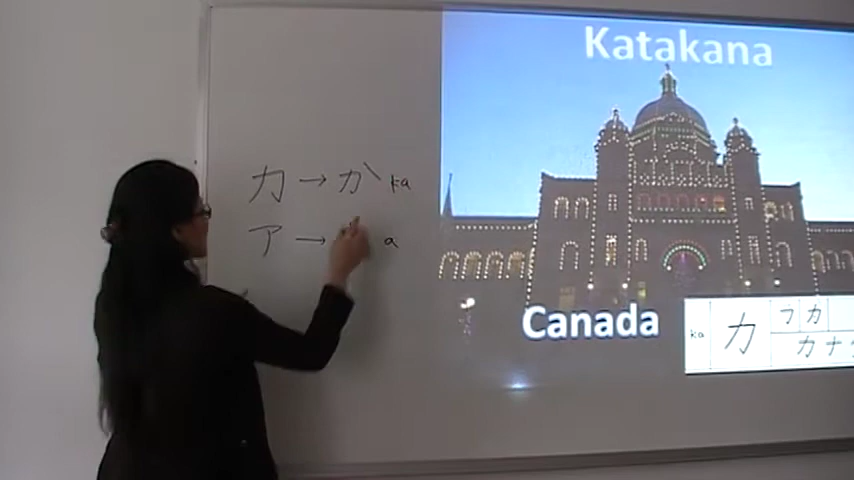 カ → か ka
ア → a
Katakana
Canada
ka カ フ カ
カ ナ